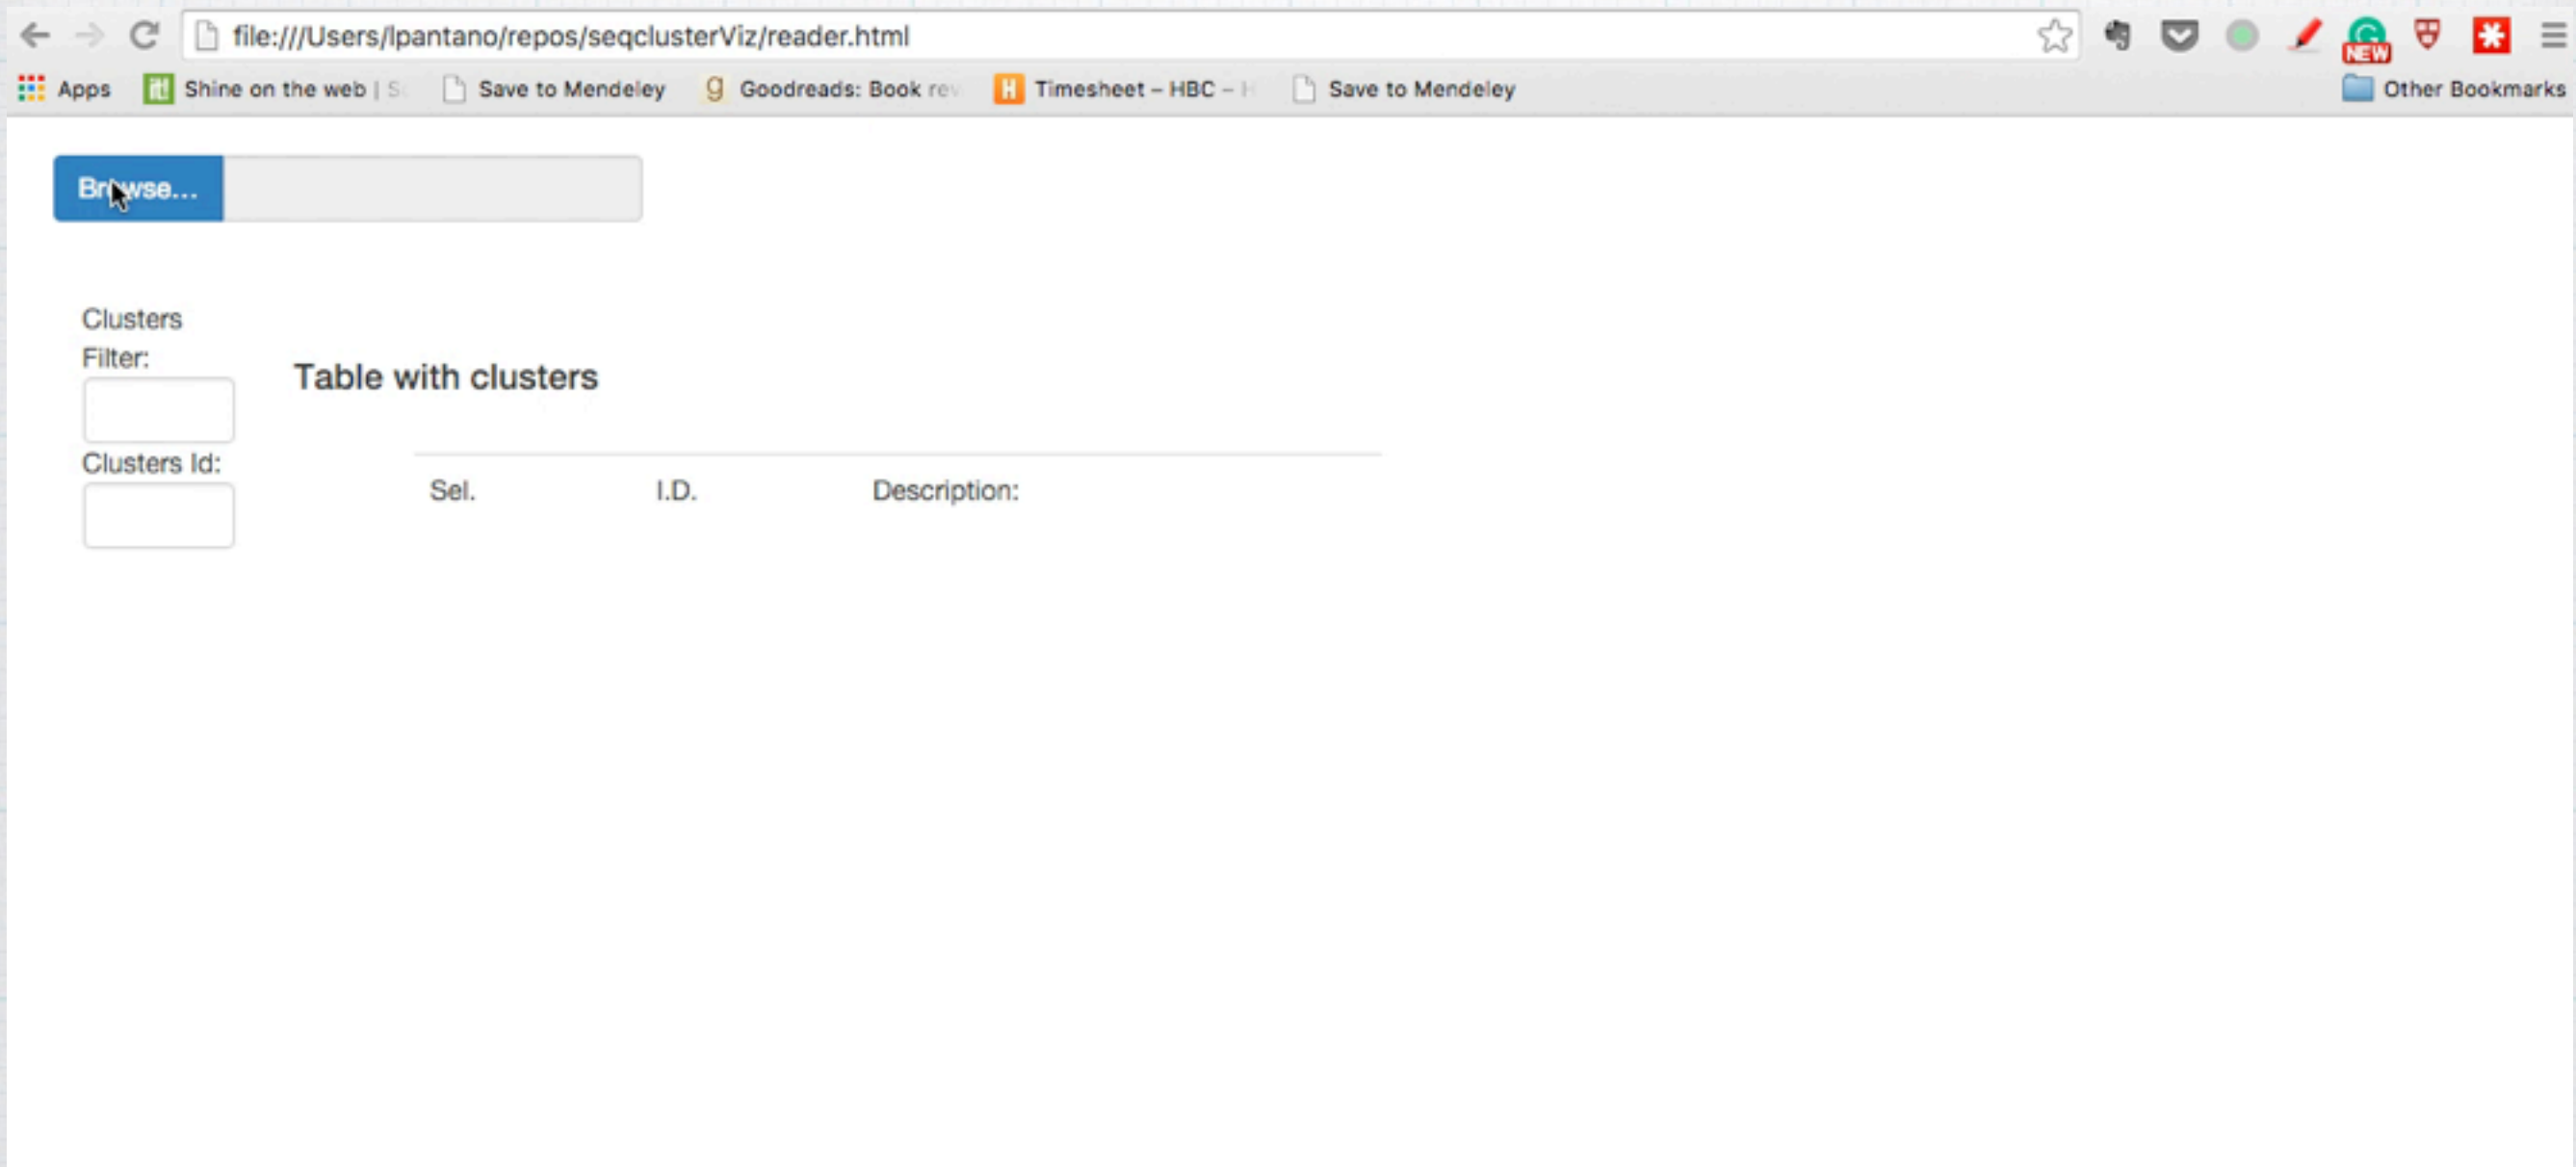 file:///Users/lpantano/repos/seqclusterViz/reader.html
NEW
Apps it! Shine on the web | S Save to Mendeley g Goodreads: Book rev H Timesheet – HBC – H Save to Mendeley Other Bookmarks
Browse...
Clusters
Filter:
Table with clusters
Clusters Id:
Sel. I.D. Description: